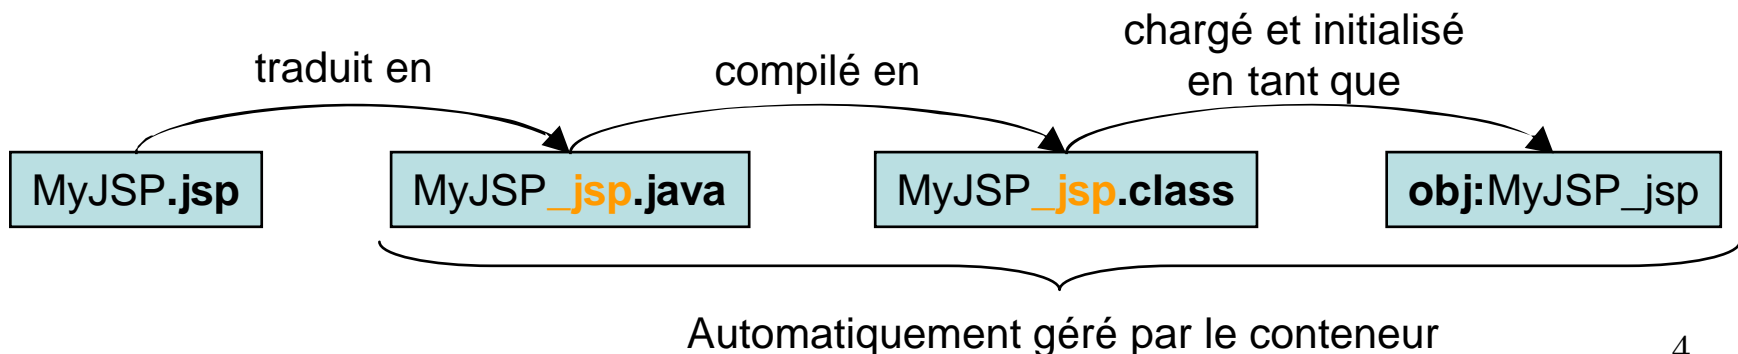 traduit en
compilé en
chargé et initialisé
en tant que
MyJSP.jsp
MyJSP_jsp.java
MyJSP_jsp.class
obj:MyJSP_jsp
Automatiquement géré par le conteneur
4